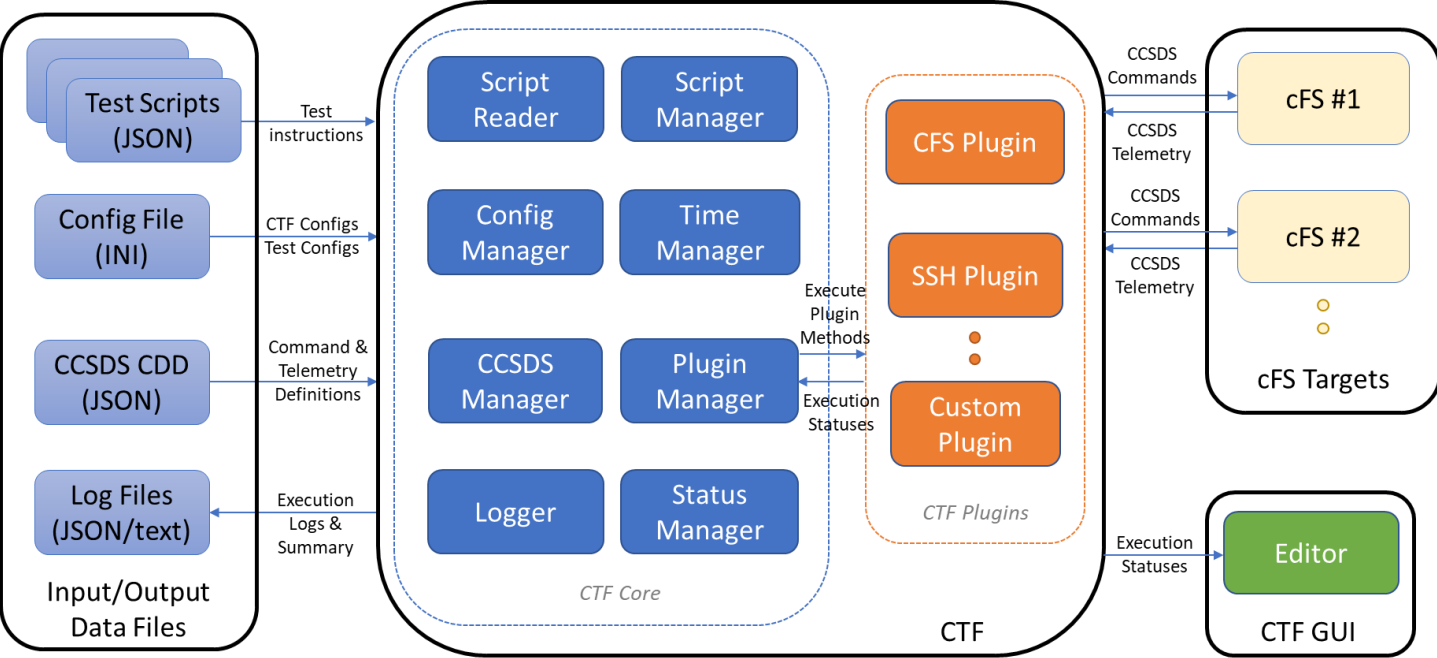 Test Scripts
(JSON)
Config File
(INI)
CCSDS CDD
(JSON)
Log Files
(JSON/text)
Input/Output
Data Files
Test
instructions
CTF Configs
Test Configs
Command &
Telemetry
Definitions
Execution
Logs &
Summary
Script
Reader
Script
Manager
Config
Manager
Time
Manager
CCSDS
Manager
Plugin
Manager
Logger
Status
Manager
CTF Core
Execute
Plugin
Methods
Execution
Statuses
CFS Plugin
SSH Plugin
Custom
Plugin
CTF Plugins
CTF
CCSDS
Commands
CCSDS
Telemetry
CCSDS
Commands
CCSDS
Telemetry
Execution
Statuses
cFS #1
cFS #2
cFS Targets
Editor
CTF GUI